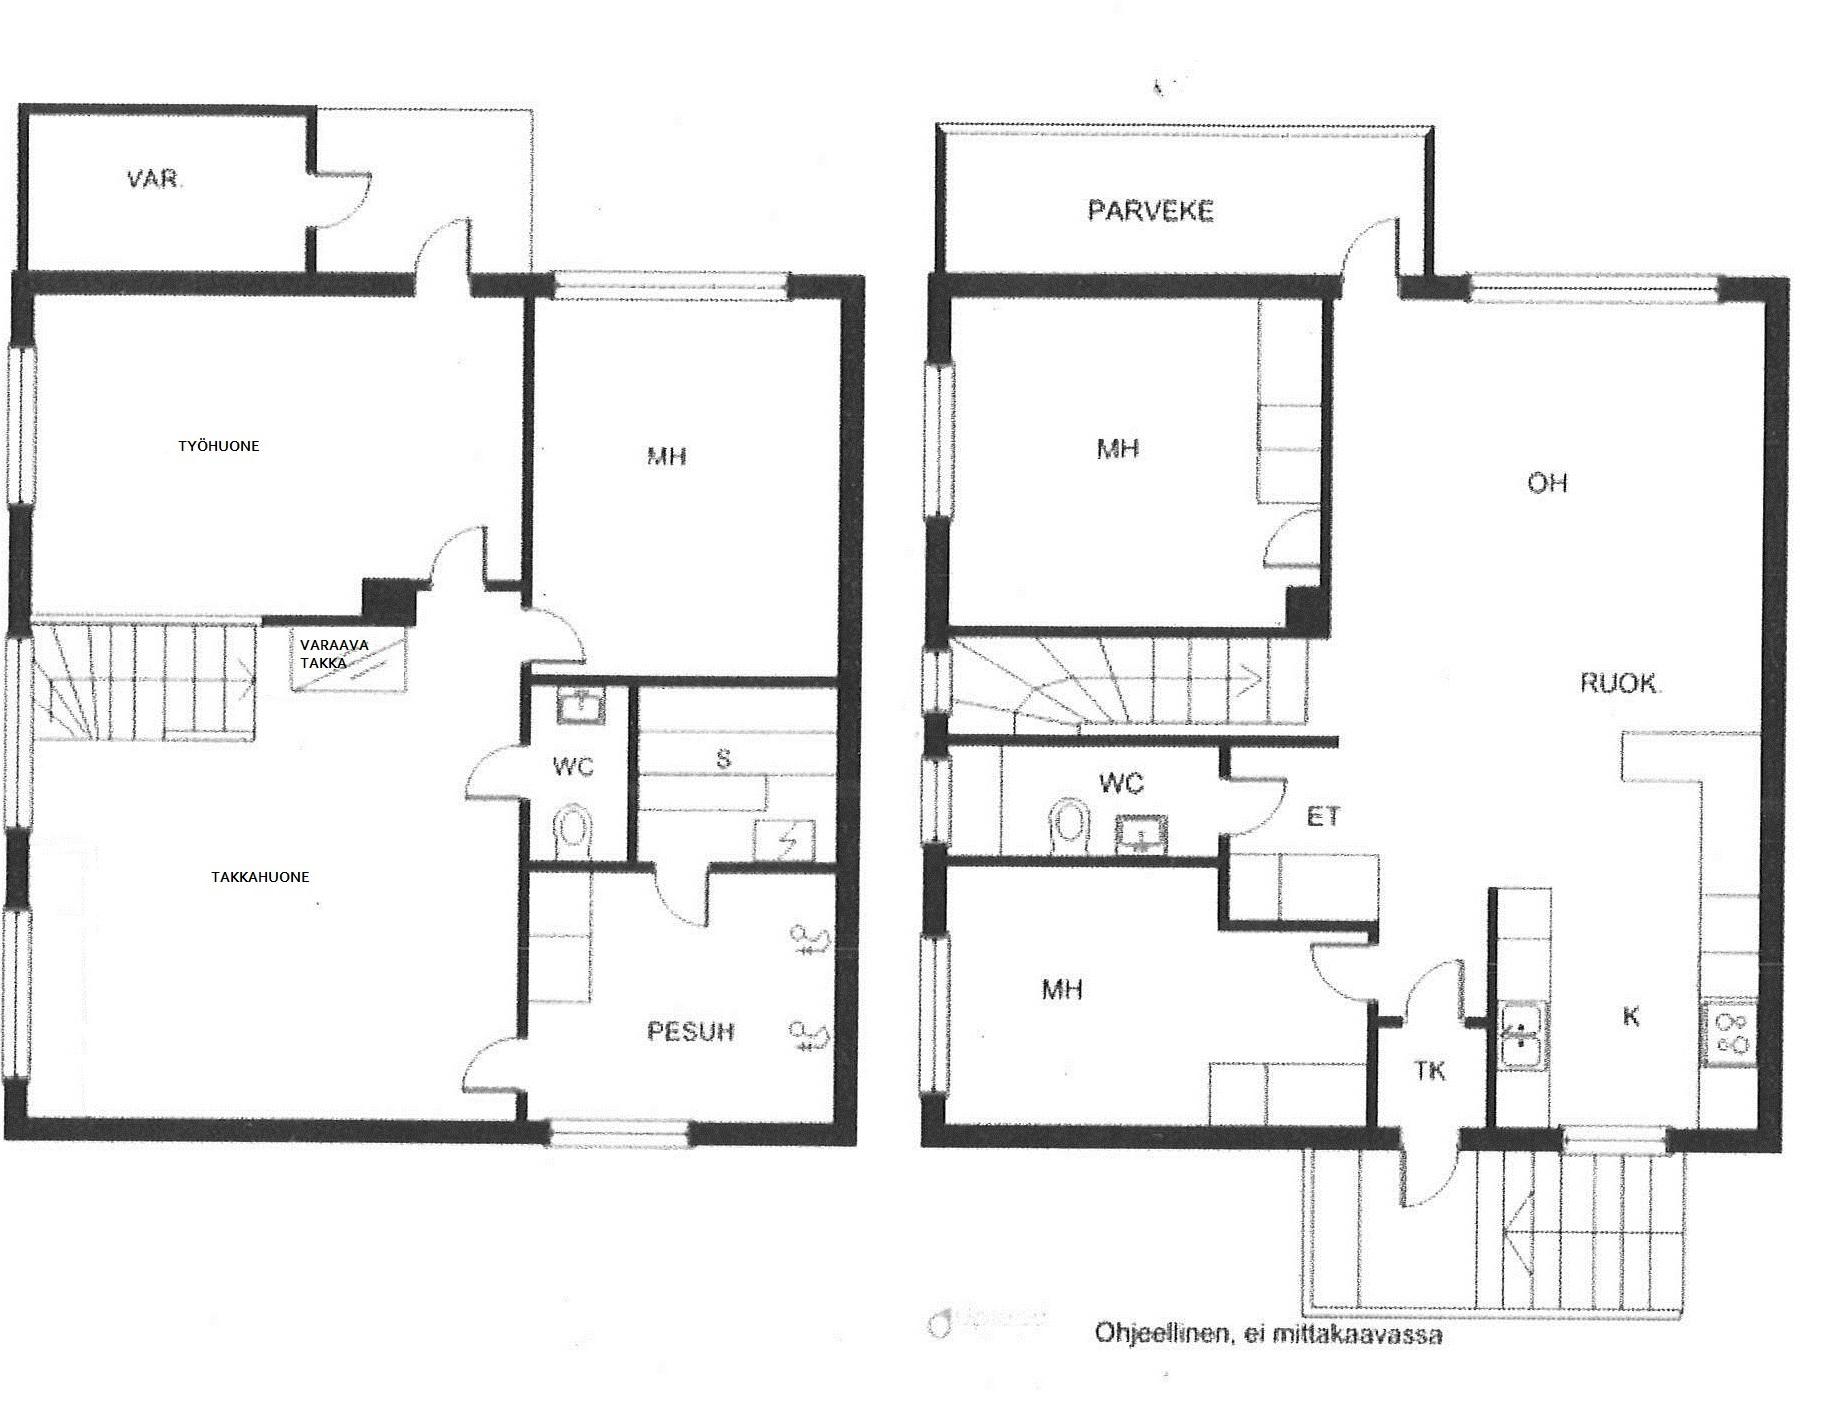 VAR.
TYÖHUONE
MH
VARAAVA
TAKKA
WC
S
TAKKAHUONE
PESUH
PARVEKE
MH
OH
RUOK.
WC
ET
MH
K
TK
Ohjeellinen, ei mittakaavassa